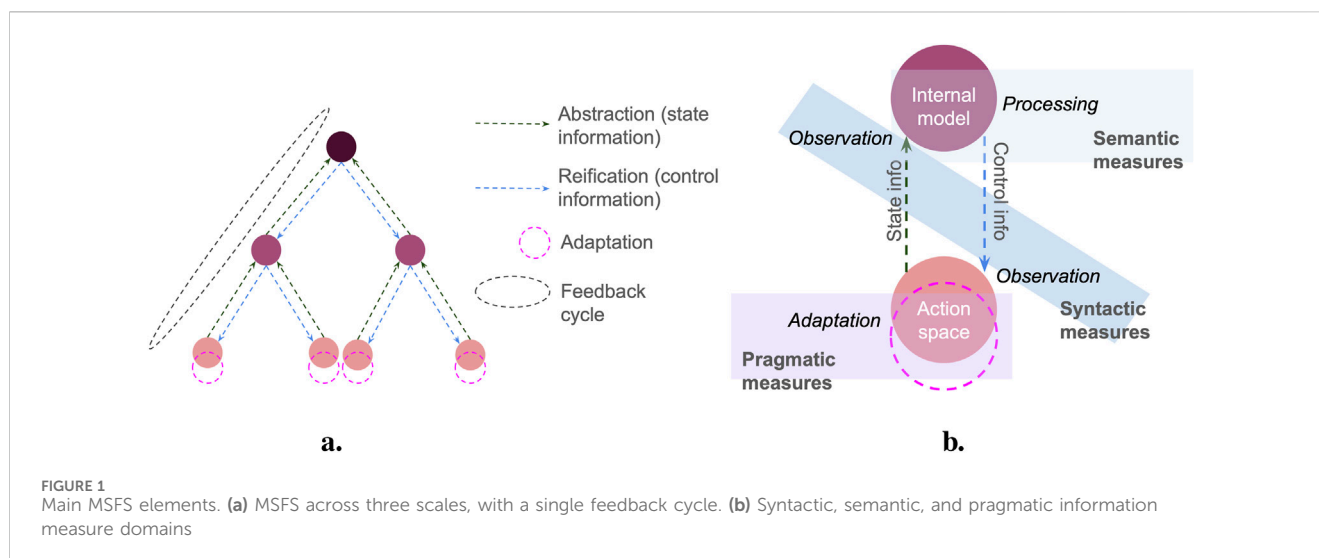 Abstraction (state
information)
Reification (control
information)
Adaptation
Feedback
cycle
a.
Internal
model
Processing
Observation
Semantic
measures
State info
Control info
Observation
Syntactic
measures
Adaptation
Action
space
Pragmatic
measures
b.
FIGURE 1
Main MSFS elements. (a) MSFS across three scales, with a single feedback cycle. (b) Syntactic, semantic, and pragmatic information
measure domains